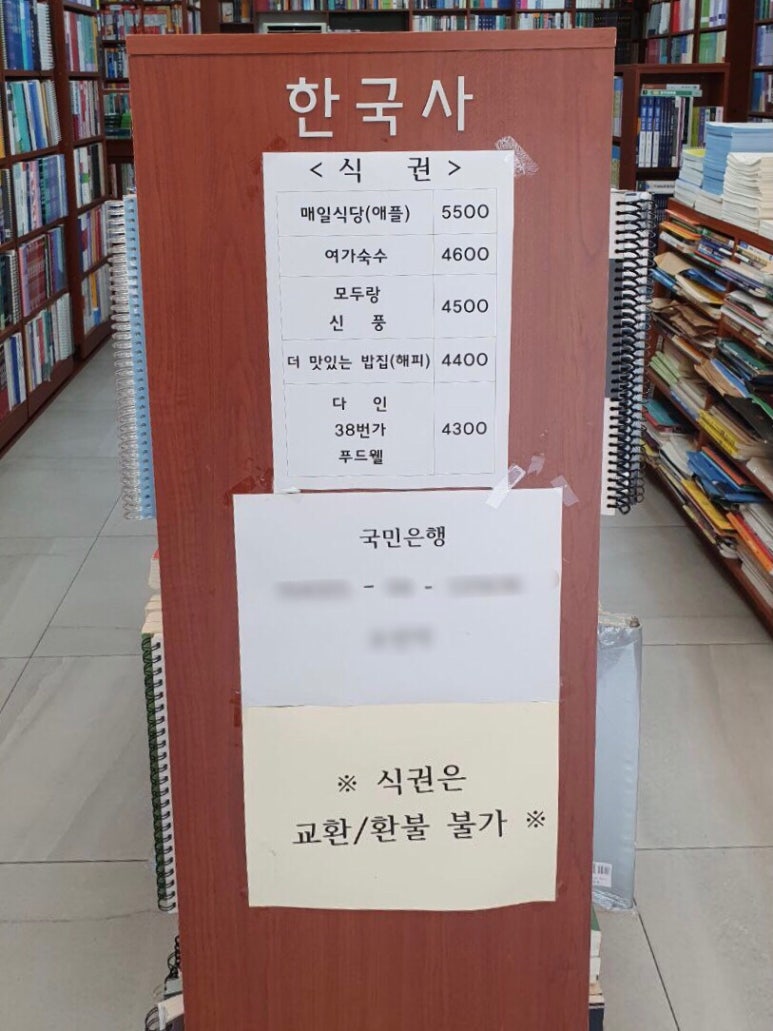 한국사
< 식 권 >
매일식당(애플) 5500
여가숙수 4600
모두랑
신 풍 4500
더 맛있는 밥집(해피) 4400
다 인
38번가 4300
푸드웰
국민은행
- -
※ 식권은
교환/환불 불가 ※